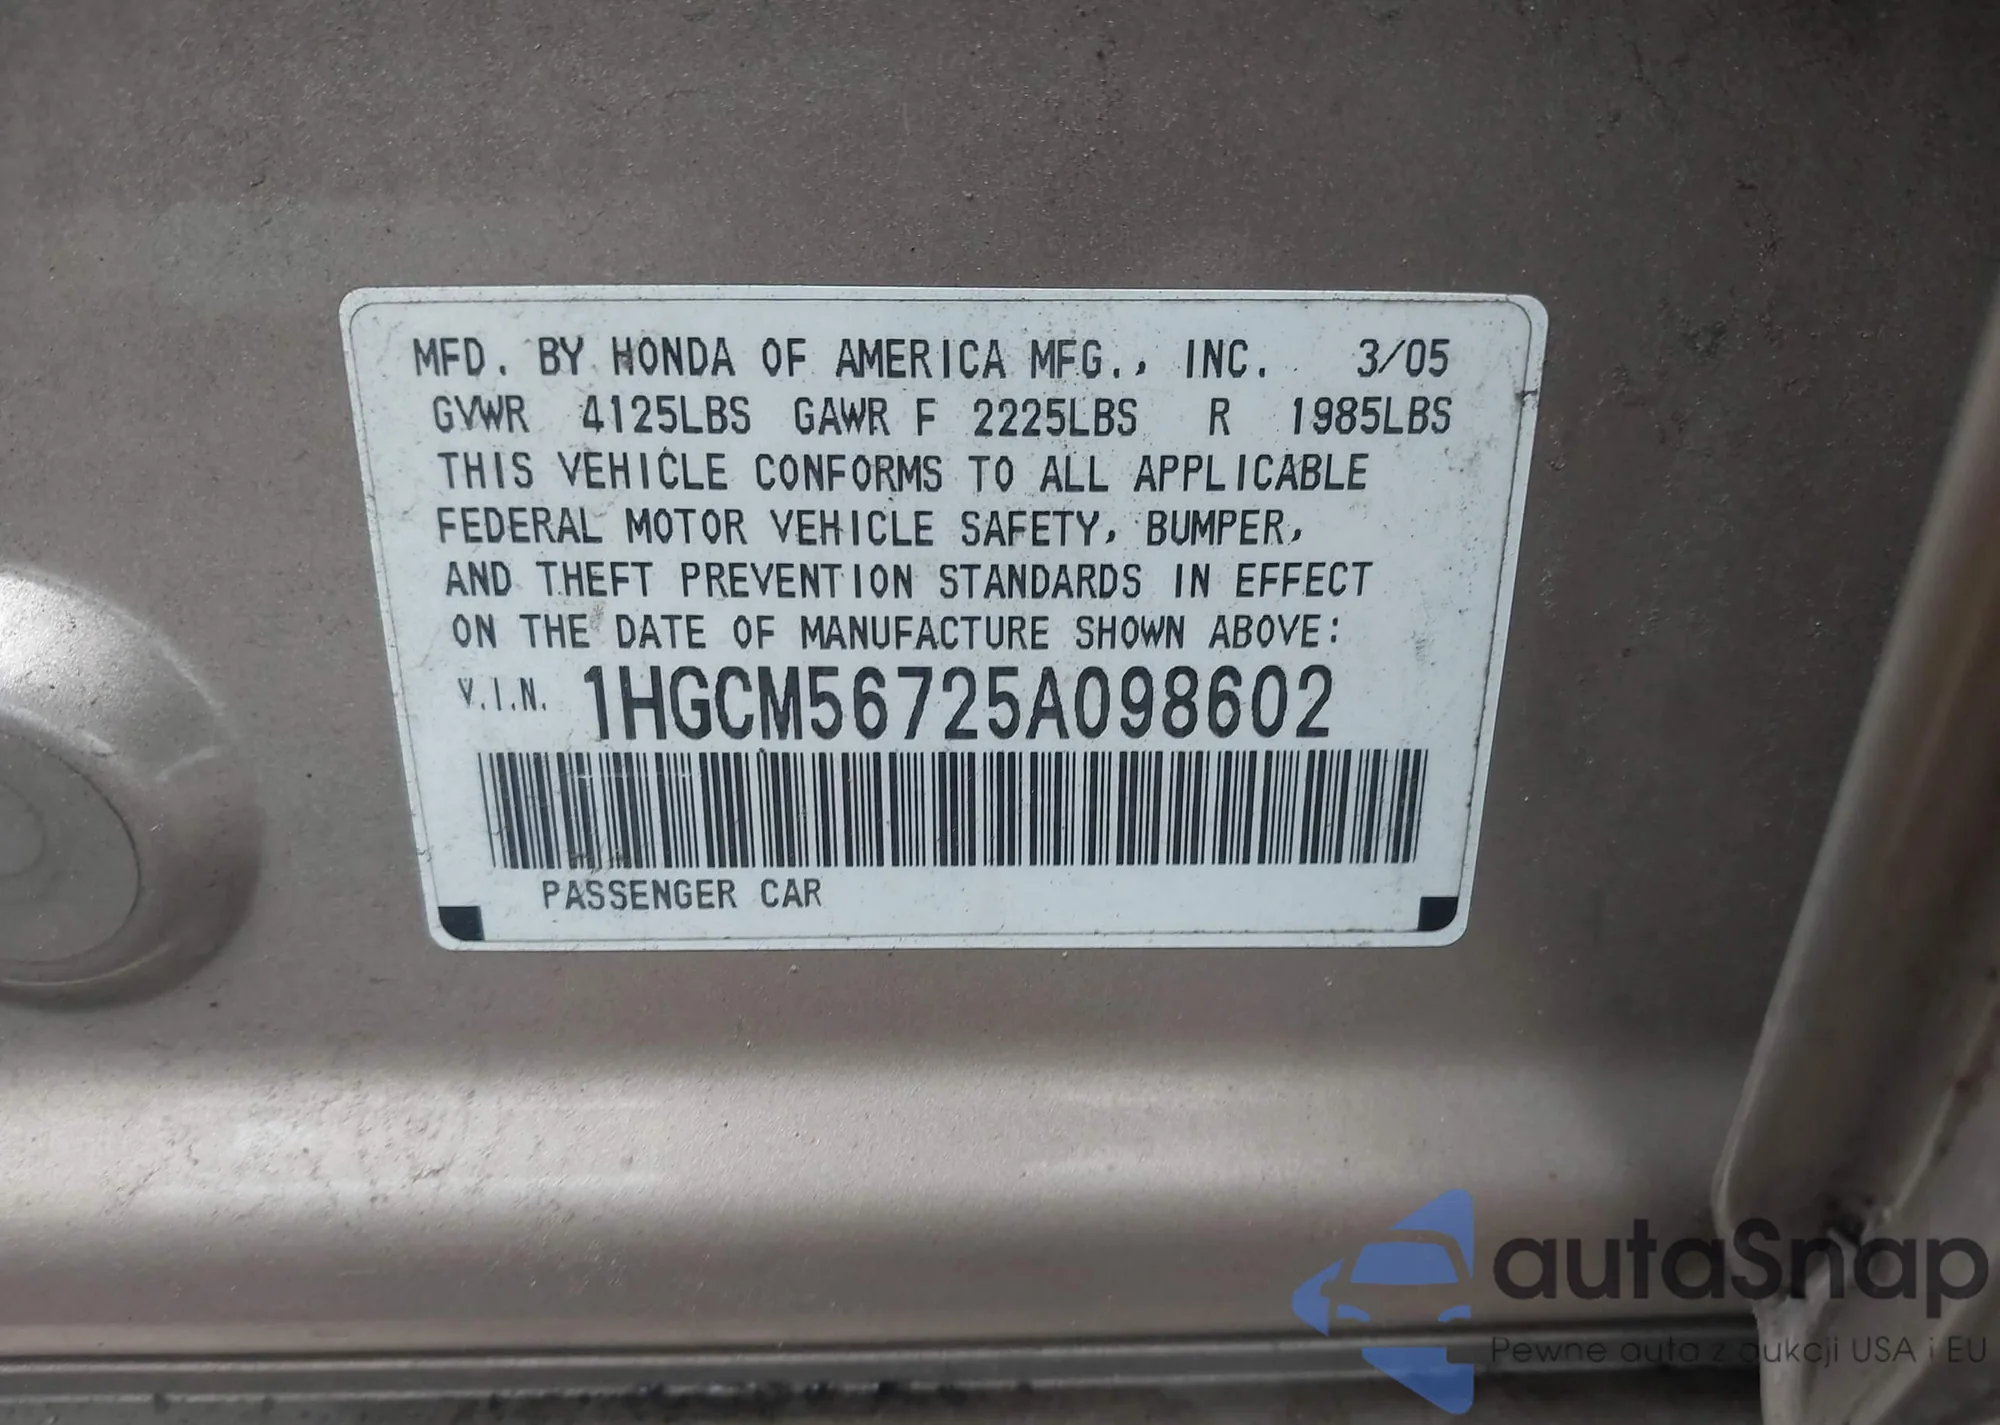 MFD. BY HONDA OF AMERICA MFG., INC. 3/05
GVWR 4125LBS GAWR F 2225LBS R 1985LBS
THIS VEHICLE CONFORMS TO ALL APPLICABLE
FEDERAL MOTOR VEHICLE SAFETY, BUMPER,
AND THEFT PREVENTION STANDARDS IN EFFECT
ON THE DATE OF MANUFACTURE SHOWN ABOVE:
V.I.N. 1HGCM56725A098602
PASSENGER CAR
autaSnap
Pewne auta z aukcji USA i EU